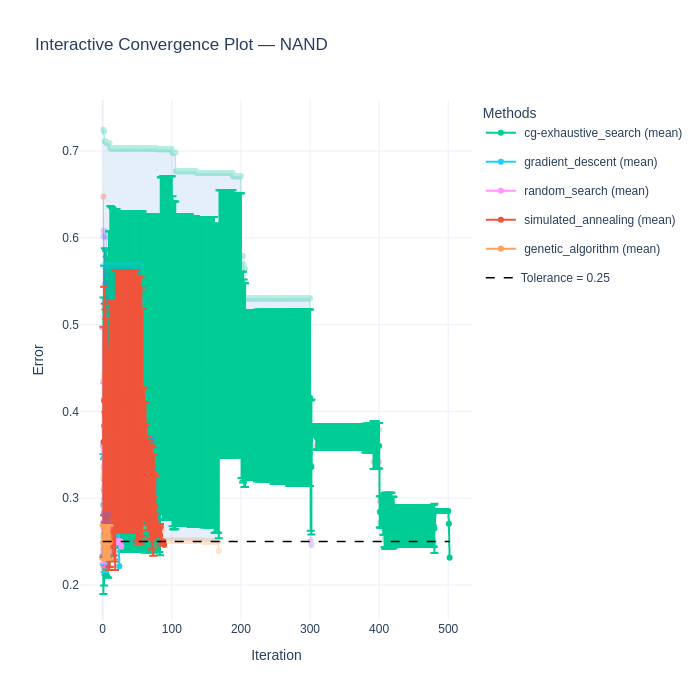 Interactive Convergence Plot — NAND
Methods
cg-exhaustive_search (mean)
gradient_descent (mean)
random_search (mean)
simulated_annealing (mean)
genetic_algorithm (mean)
Tolerance = 0.25
Error
0.7
0.6
0.5
0.4
0.3
0.2
0 100 200 300 400 500
Iteration